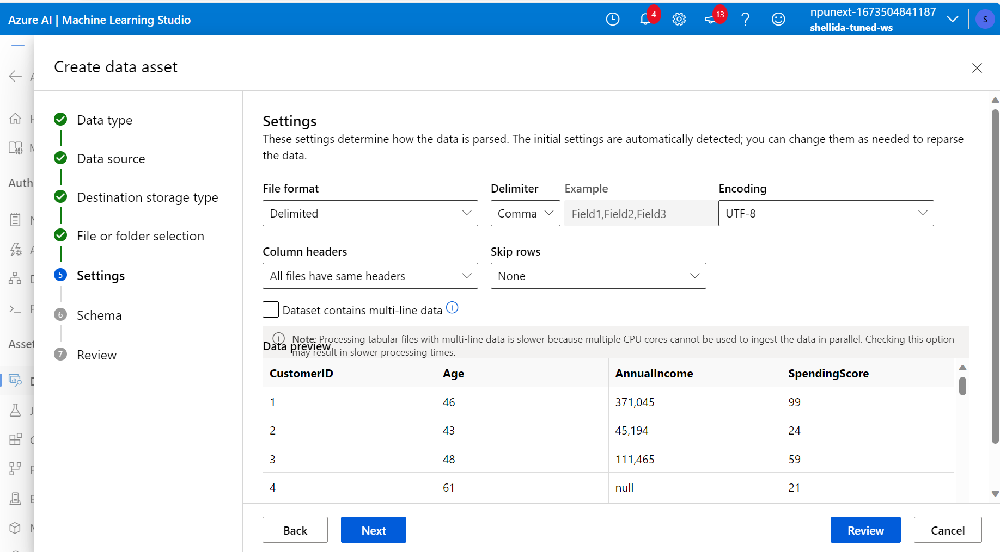 Azure AI | Machine Learning Studio
4
13
npunext-1673504841187
shellida-tuned-ws
S
Create data asset
Data type
Data source
Destination storage type
File or folder selection
5 Settings
6 Schema
7 Review
Settings
These settings determine how the data is parsed. The initial settings are automatically detected; you can change them as needed to reparse
the data.
File format
Delimiter
Example
Encoding
Delimited
Comma
Field1,Field2,Field3
UTF-8
Column headers
Skip rows
All files have same headers
None
Dataset contains multi-line data
Note: Processing tabular files with multi-line data is slower because multiple CPU cores cannot be used to ingest the data in parallel. Checking this option
may result in slower processing times.
Data preview
CustomerID Age AnnualIncome SpendingScore
1 46 371,045 99
2 43 45,194 24
3 48 111,465 59
4 61 null 21
Back
Next
Review
Cancel